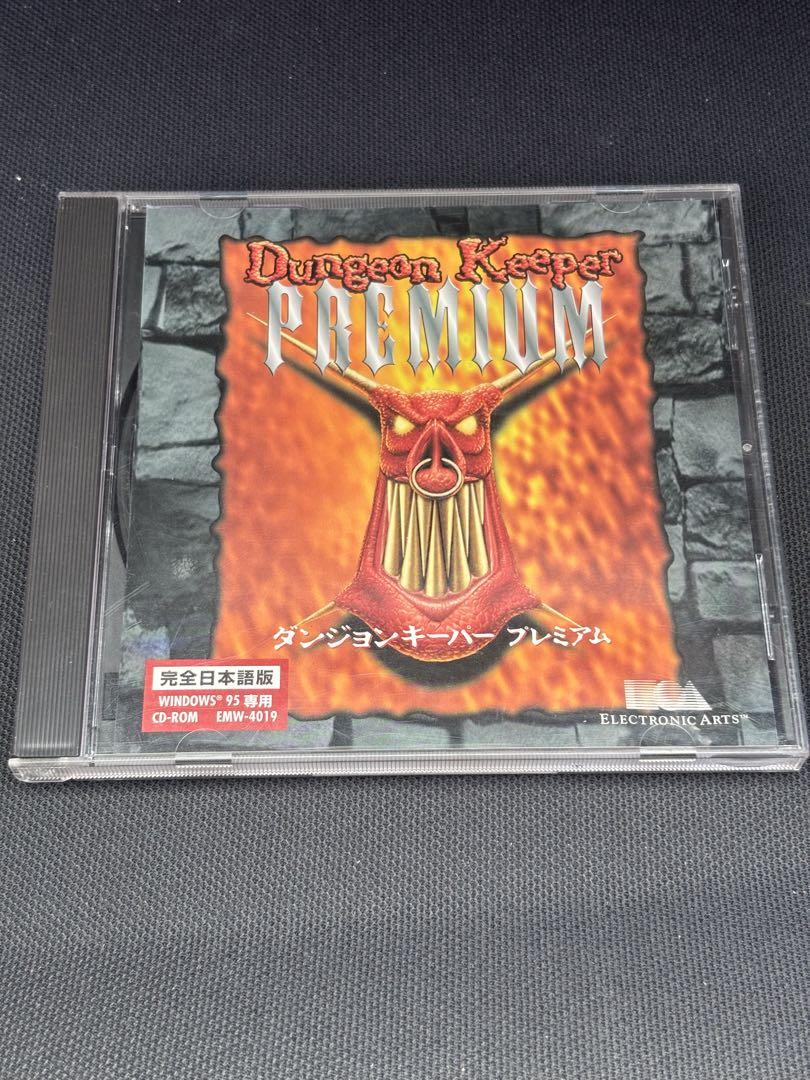 Dungeon Keeper
PREMIUM
ダンジョンキーパー プレミアム
完全日本語版
WINDOWS® 95 専用
CD-ROM EMW-4019
ELECTRONIC ARTS™